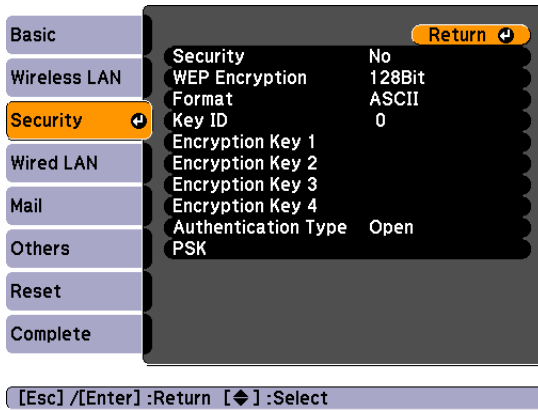 Basic
Wireless LAN
Security
Wired LAN
Mail
Others
Reset
Complete
Return
Security No
WEP Encryption 128Bit
Format ASCII
Key ID 0
Encryption Key 1
Encryption Key 2
Encryption Key 3
Encryption Key 4
Authentication Type Open
PSK
[Esc] /[Enter] :Return [◆] :Select